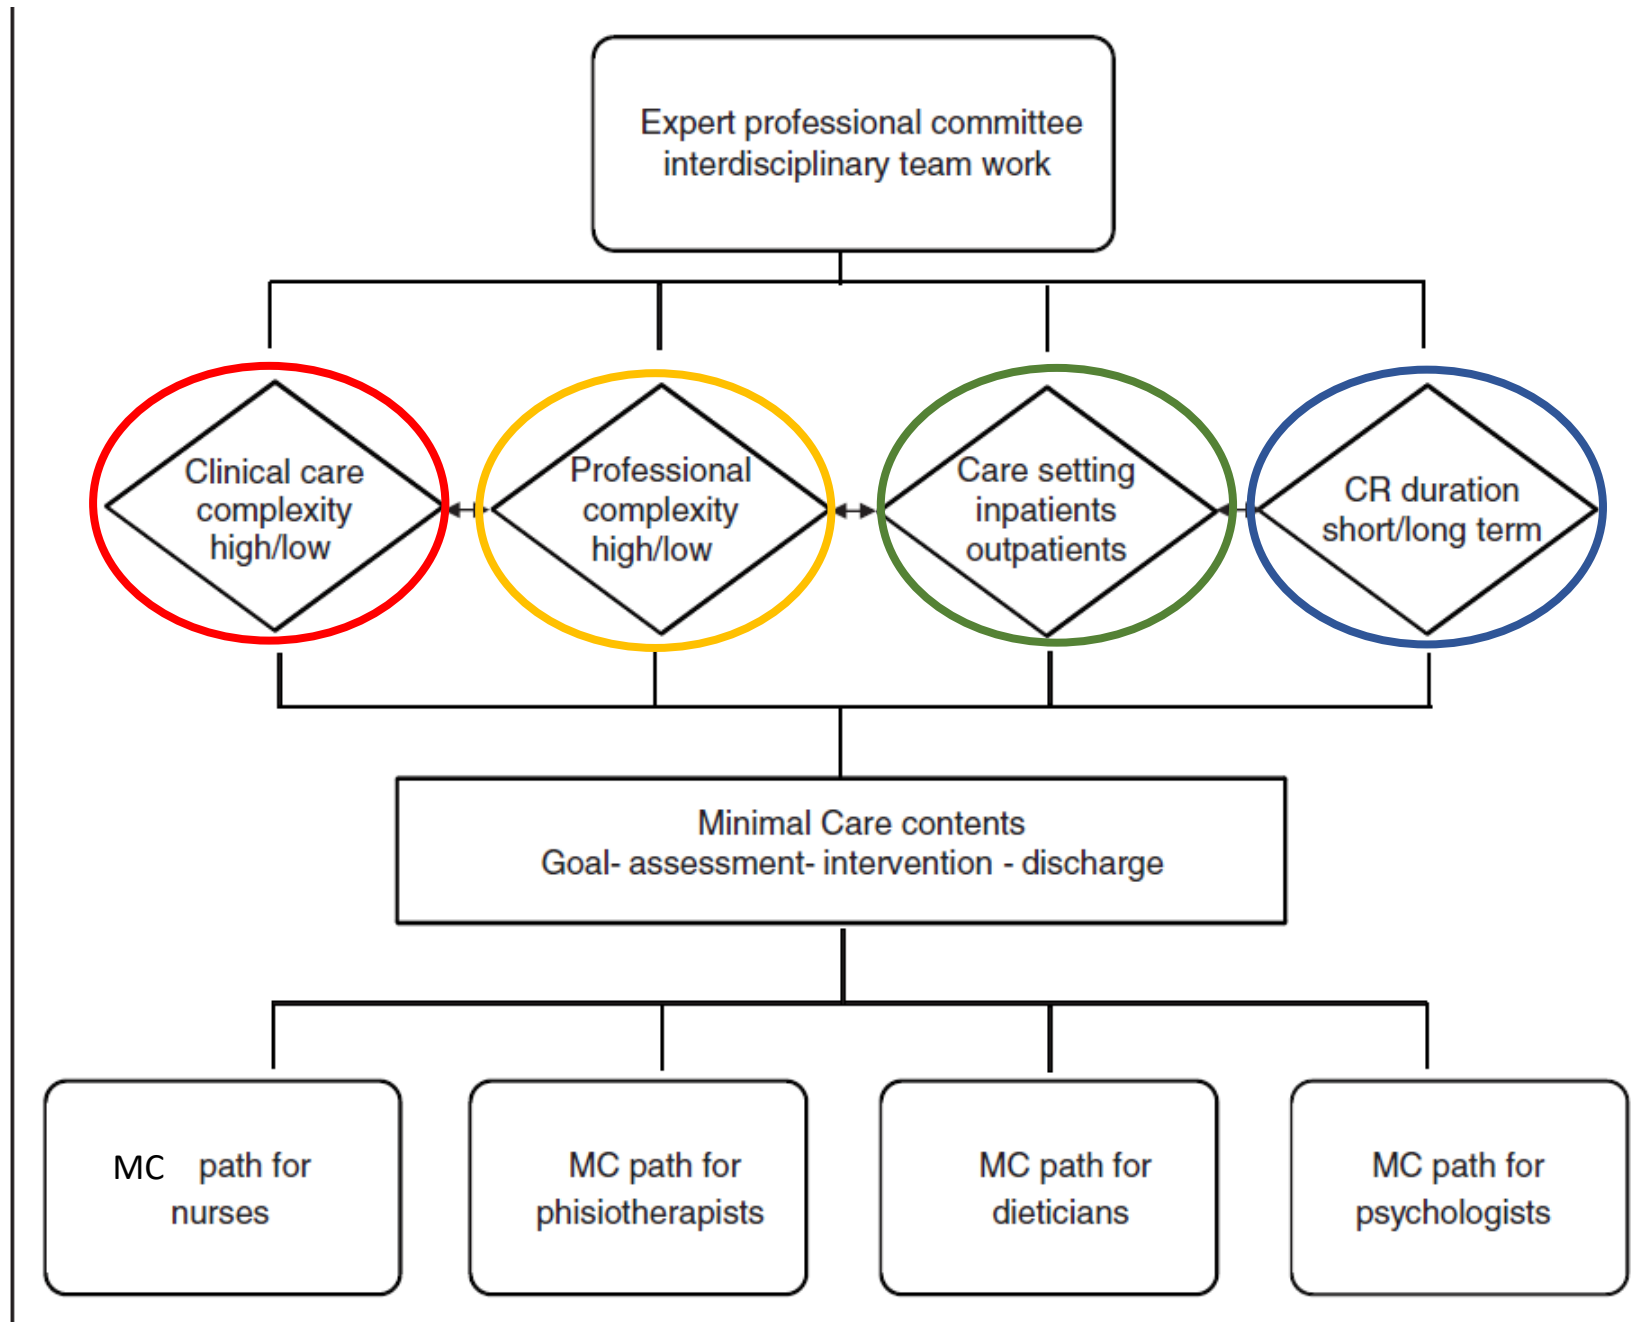 Expert professional committee
interdisciplinary team work
Clinical care
complexity
high/low
Professional
complexity
high/low
Care setting
inpatients
outpatients
CR duration
short/long term
Minimal Care contents
Goal- assessment- intervention - discharge
MC path for
nurses
MC path for
phisiotherapists
MC path for
dieticians
MC path for
psychologists